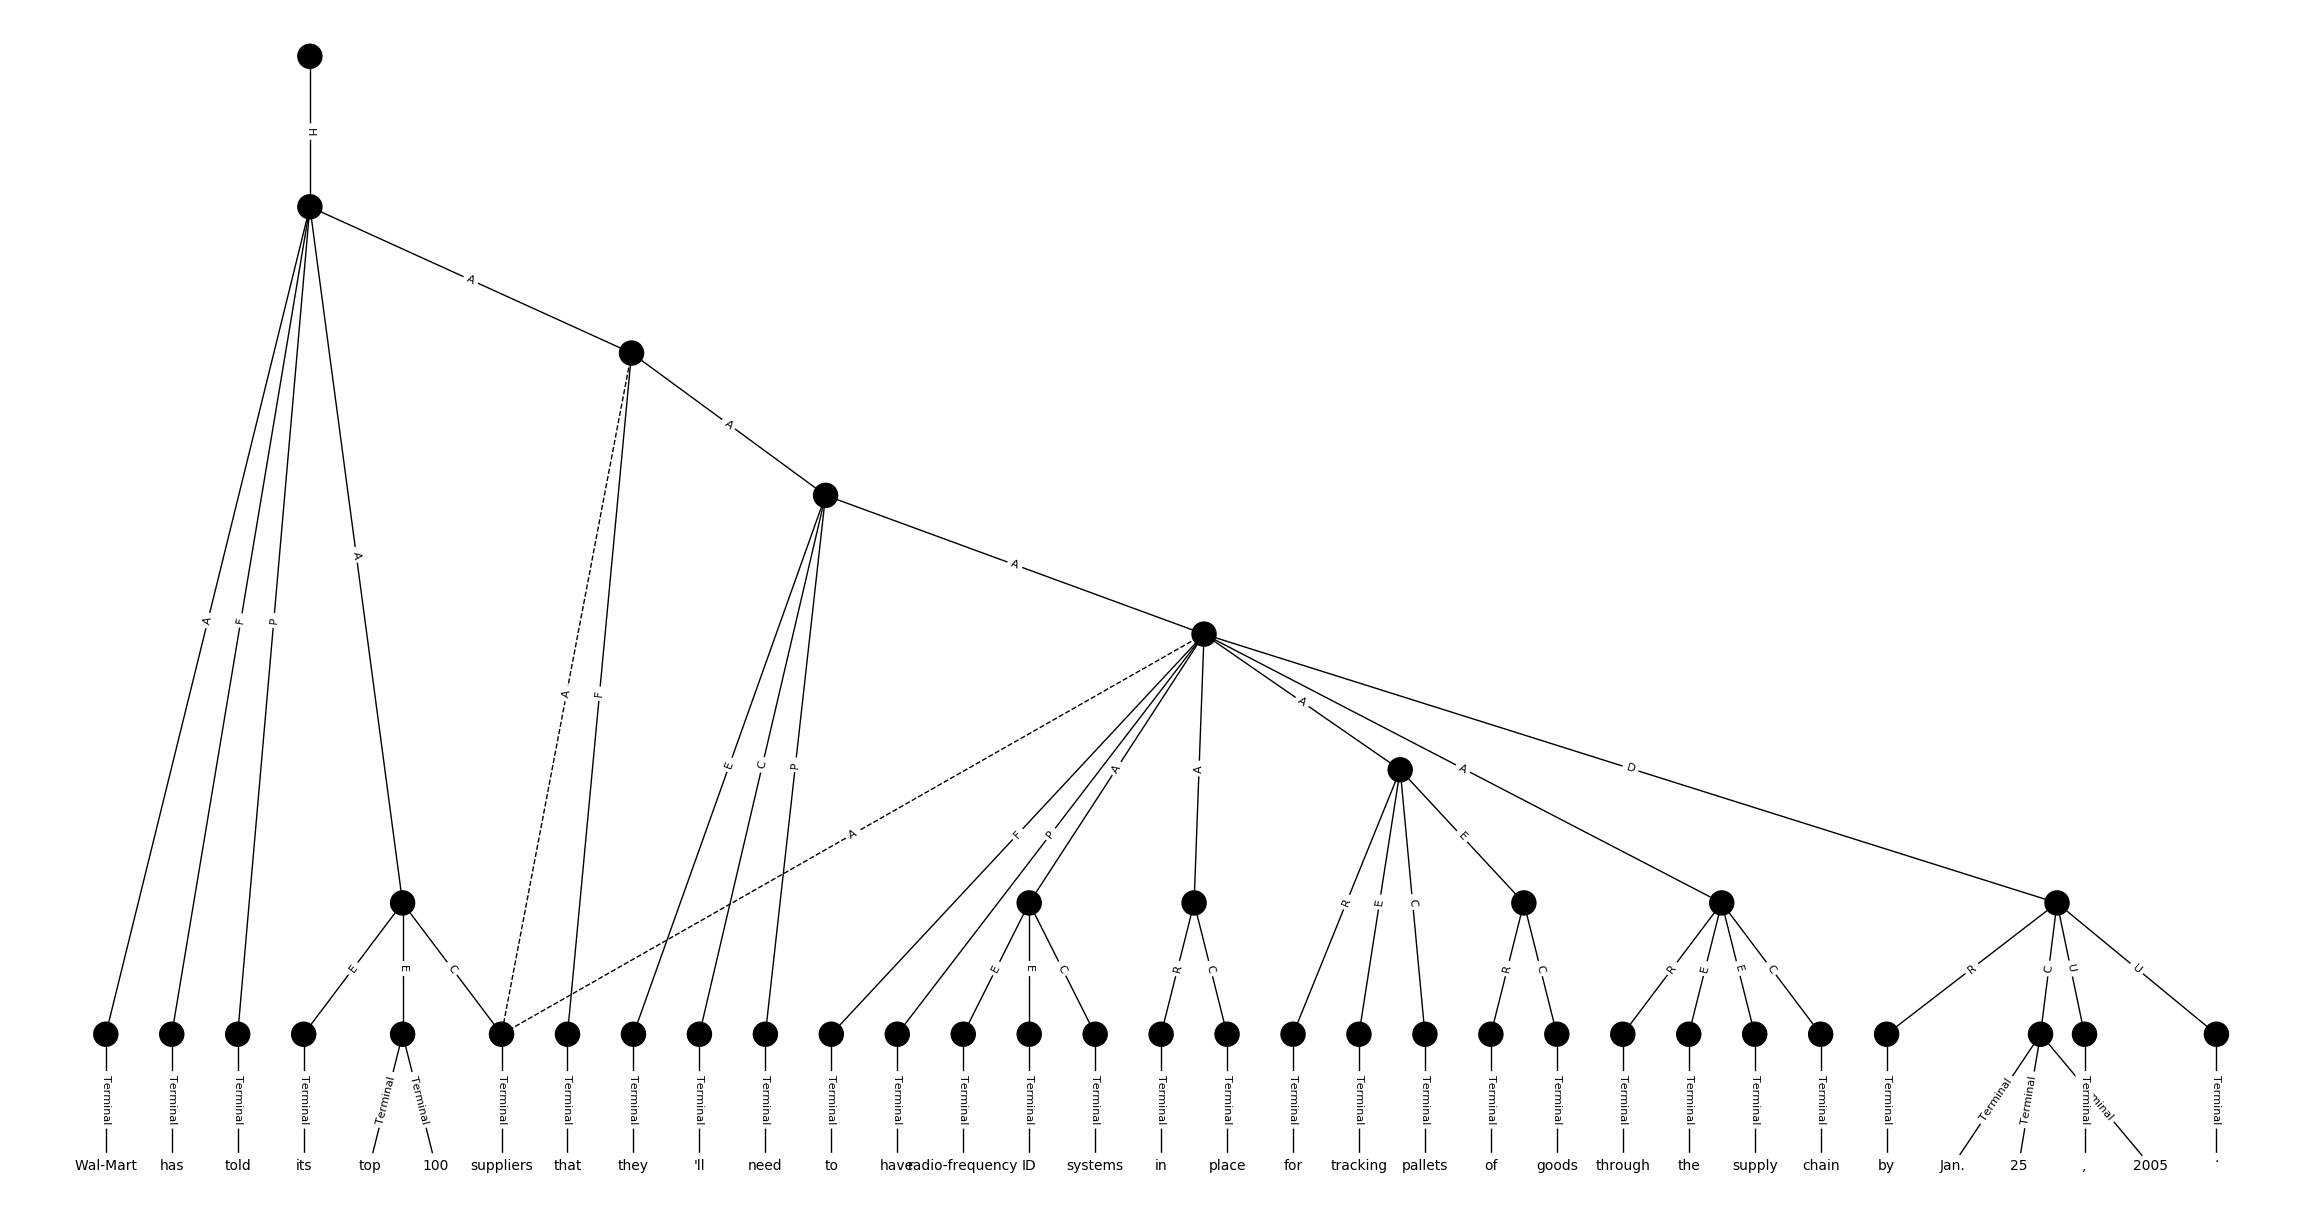 H
A
A
A
A
A F P
A F
E C P
A
F P A A A A D
R E C E
E E C
E E C
R C
R C
R E E C
R C U U
Terminal Terminal Terminal Terminal Terminal Terminal Terminal Terminal Terminal Terminal Terminal Terminal Terminal Terminal Terminal Terminal Terminal Terminal Terminal Terminal Terminal Terminal Terminal Terminal Terminal Terminal Terminal Terminal Terminal Terminal Terminal minal Terminal
Wal-Mart has told its top 100 suppliers that they 'll need to have radio-frequency ID systems in place for tracking pallets of goods through the supply chain by Jan. 25 , 2005 .